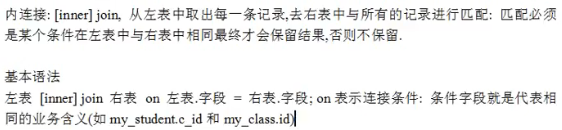 内连接: [inner] join, 从左表中取出每一条记录,去右表中与所有的记录进行匹配: 匹配必须
是某个条件在左表中与右表中相同最终才会保留结果,否则不保留.
基本语法
左表 [inner] join 右表 on 左表.字段 = 右表.字段; on 表示连接条件: 条件字段就是代表相
同的业务含义(如 my_student.c_id 和 my_class.id)